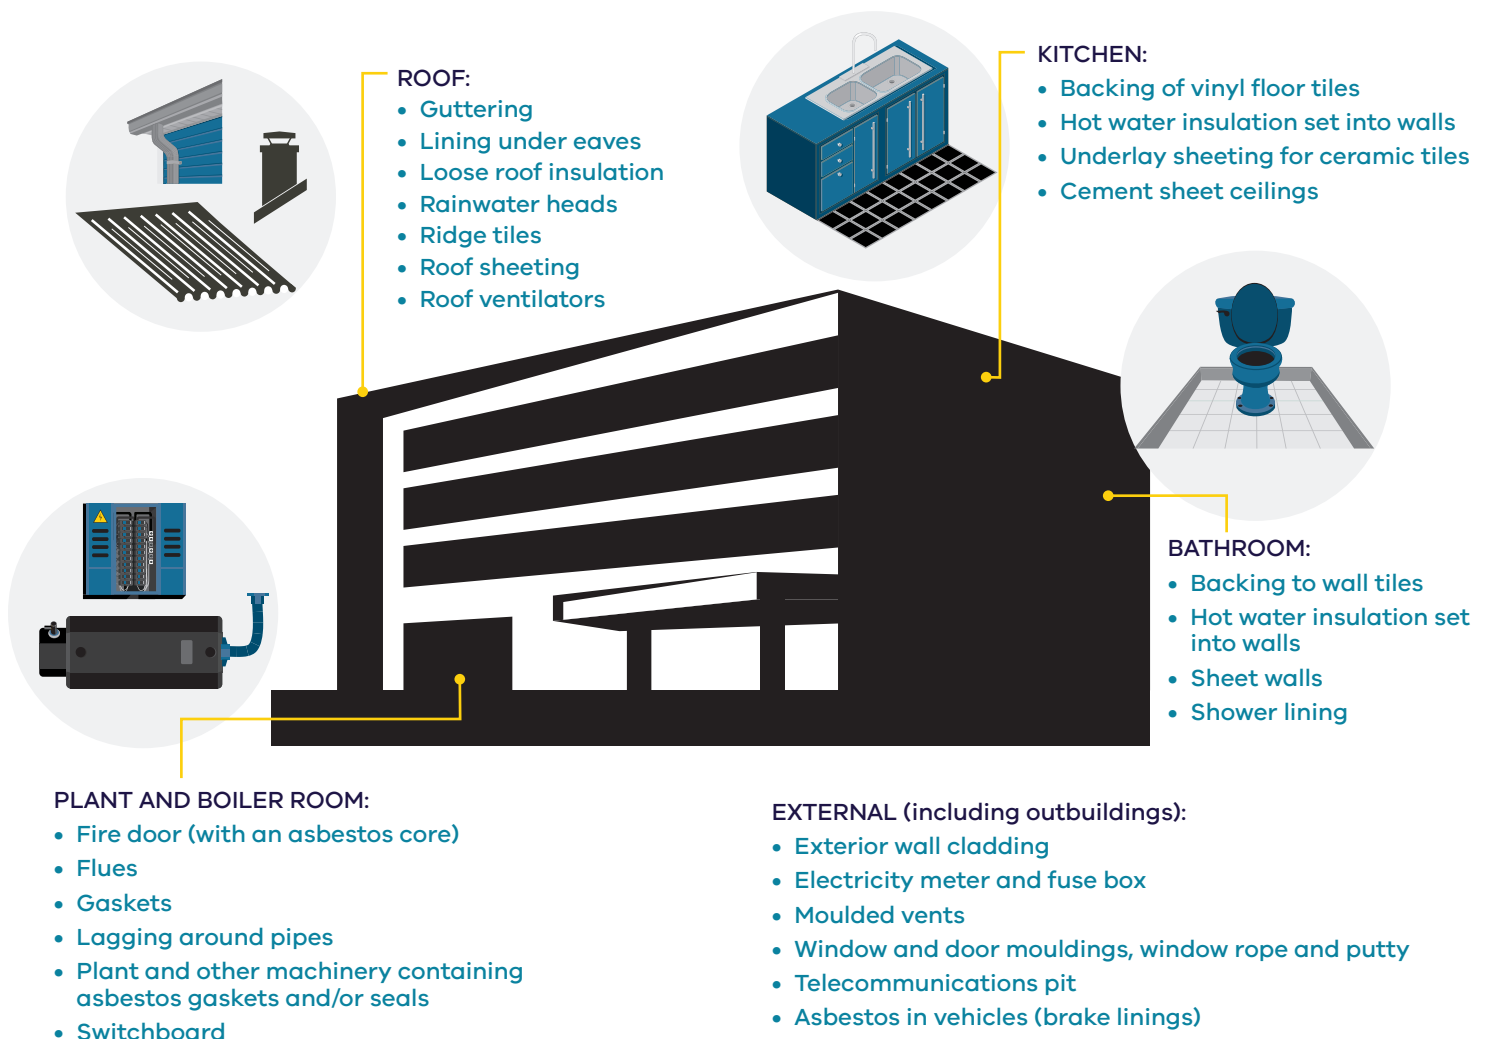 ROOF:
• Guttering
• Lining under eaves
• Loose roof insulation
• Rainwater heads
• Ridge tiles
• Roof sheeting
• Roof ventilators
KITCHEN:
• Backing of vinyl floor tiles
• Hot water insulation set into walls
• Underlay sheeting for ceramic tiles
• Cement sheet ceilings
BATHROOM:
• Backing to wall tiles
• Hot water insulation set
into walls
• Sheet walls
• Shower lining
PLANT AND BOILER ROOM:
• Fire door (with an asbestos core)
• Flues
• Gaskets
• Lagging around pipes
• Plant and other machinery containing
asbestos gaskets and/or seals
• Switchboard
EXTERNAL (including outbuildings):
• Exterior wall cladding
• Electricity meter and fuse box
• Moulded vents
• Window and door mouldings, window rope and putty
• Telecommunications pit
• Asbestos in vehicles (brake linings)